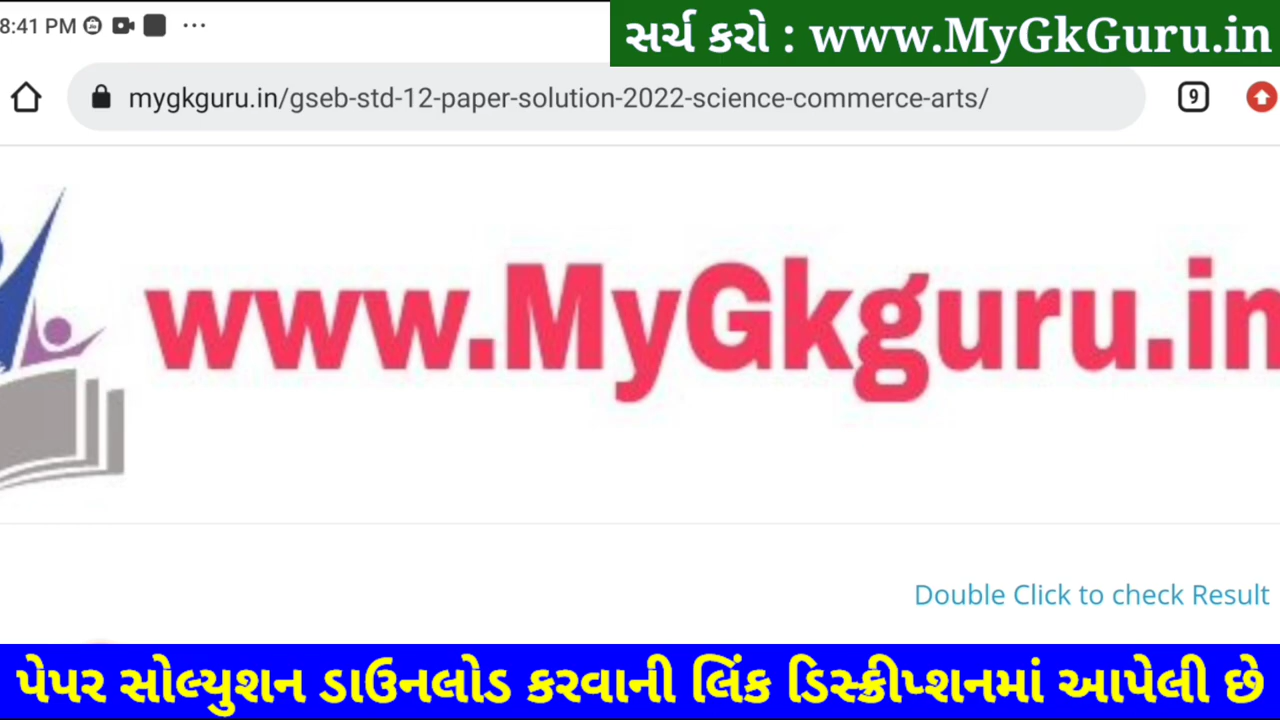 8:41 PM
સર્ચ કરો : www.MyGkGuru.in
mygkguru.in/gseb-std-12-paper-solution-2022-science-commerce-arts/
9
www.MyGkguru.in
Double Click to check Result
પેપર સોલ્યુશન ડાઉનલોડ કરવાની લિંક ડિસ્ક્રીપ્શનમાં આપેલી છે